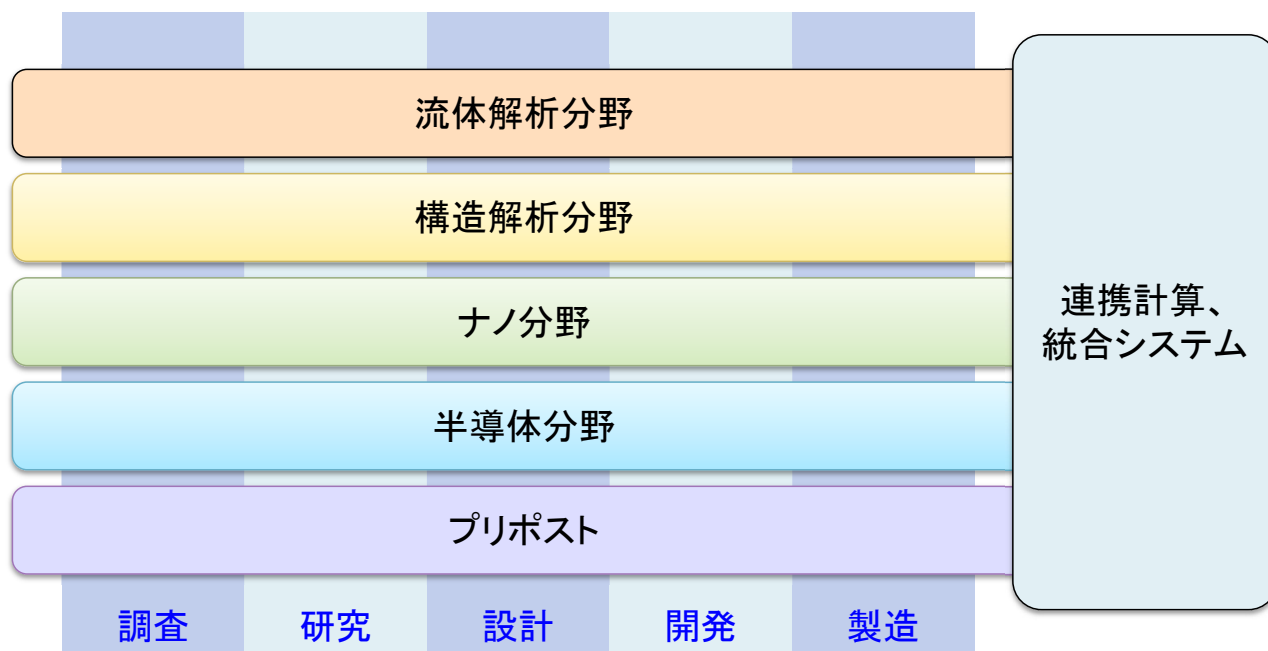 流体解析分野
構造解析分野
ナノ分野
半導体分野
プリポスト
連携計算、
統合システム
調査
研究
設計
開発
製造